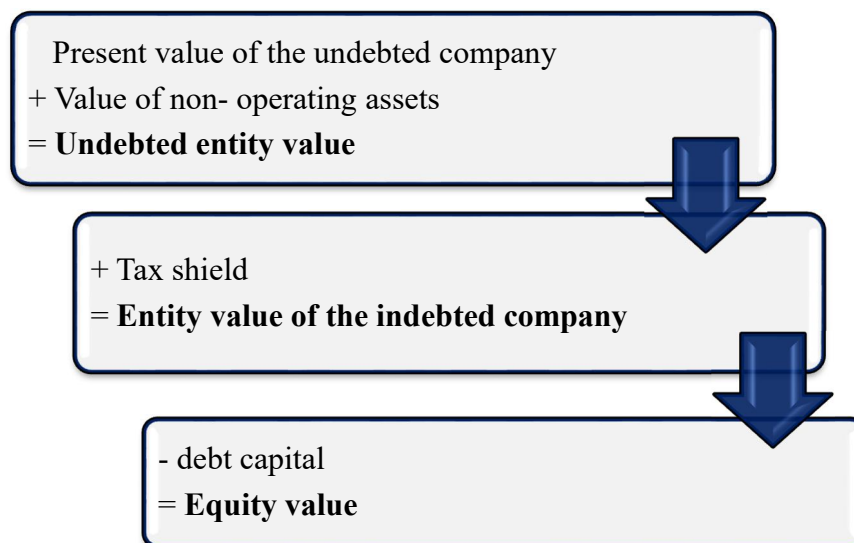 Present value of the undebted company
+ Value of non- operating assets
= Undebted entity value
+ Tax shield
= Entity value of the indebted company
- debt capital
= Equity value